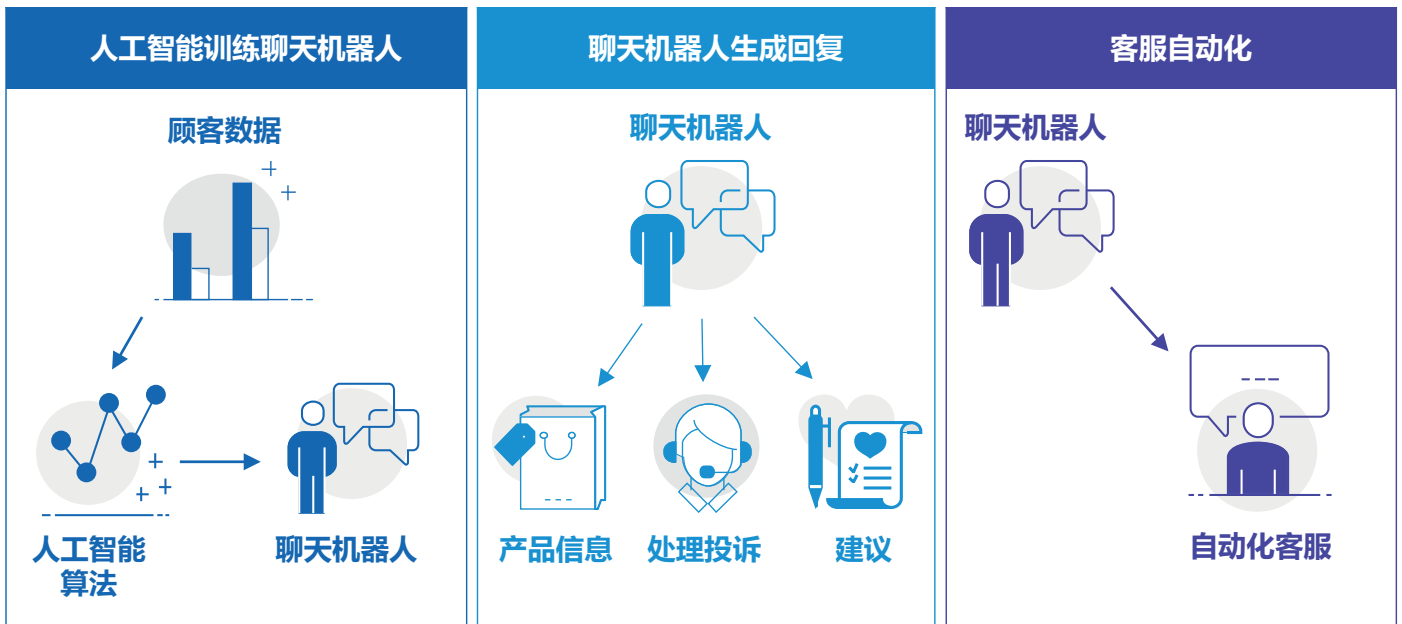 人工智能训练聊天机器人
顾客数据
人工智能
算法
聊天机器人
聊天机器人生成回复
聊天机器人
产品信息
处理投诉
建议
客服自动化
聊天机器人
自动化客服